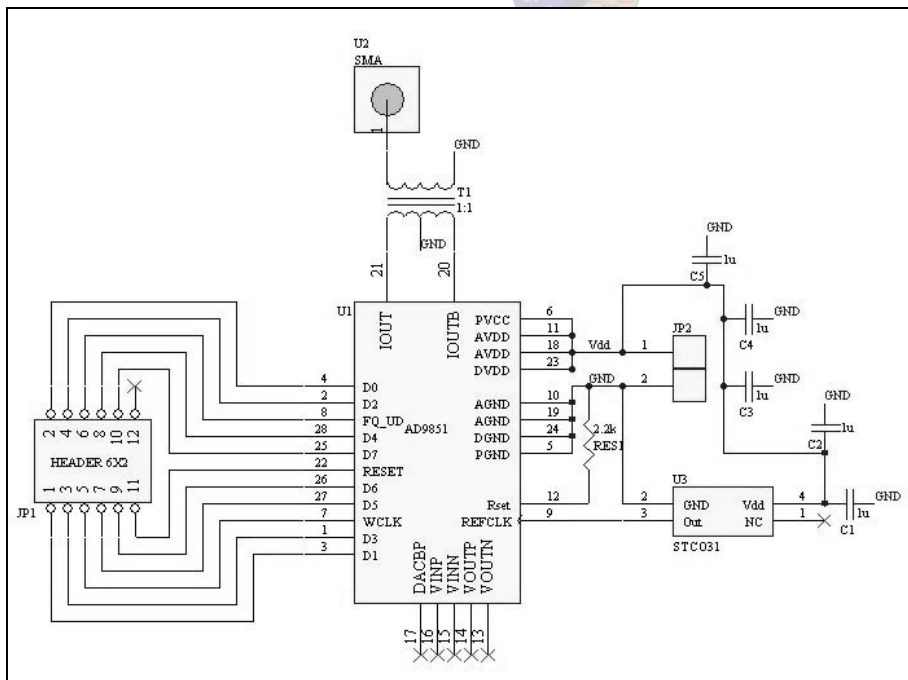 U2
SMA
1
GND
T1
1:1
GND
21
20
GND
1u
C5
U1
IOUT
IOUTB
PVCC 6
AVDD 11
AVDD 18
DVDD 23
Vdd
1
JP2
GND
1u
C4
GND
2
GND
1u
C3
AGND 10
AGND 19
DGND 24
PGND 5
2.2k
RES1
GND
C2
1u
4 D0
2 D2
8 FQ_UD
28 D4
25 D7
22 RESET
26 D6
27 D5
7 WCLK
1 D3
3 D1
AD9851
2 4 6 8 10 12
HEADER 6X2
1 3 5 7 9 11
JP1
Rset 12
REFCLK 9
U3
2 GND Vdd 4
3 Out NC 1
STC031
GND
1u
C1
DACBP
VINP
VINN
VOUTP
VOUTN
17
16
15
14
13